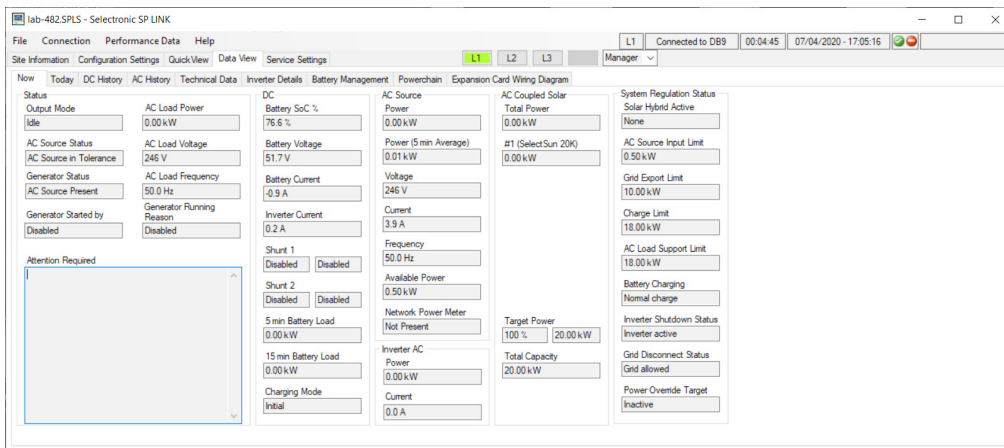 lab-482.SPLS - Selectronic SP LINK
File Connection Performance Data Help
L1 Connected to DB9 00:04:45 07/04/2020 - 17:05:16
Site Information Configuration Settings Quick View Data View Service Settings L1 L2 L3 Manager
Now Today DC History AC History Technical Data Inverter Details Battery Management Powerchain Expansion Card Wiring Diagram
Status
Output Mode
Idle
AC Load Power
0.00 kW
AC Source Status
AC Source in Tolerance
AC Load Voltage
246 V
Generator Status
AC Source Present
AC Load Frequency
50.0 Hz
Generator Started by
Disabled
Generator Running
Reason
Disabled
Attention Required
DC
Battery SoC %
76.6 %
Battery Voltage
51.7 V
Battery Current
-0.9 A
Inverter Current
0.2 A
Shunt 1
Disabled Disabled
Shunt 2
Disabled Disabled
5 min Battery Load
0.00 kW
15 min Battery Load
0.00 kW
Charging Mode
Initial
AC Source
Power
0.00 kW
Power (5 min Average)
0.01 kW
Voltage
246 V
Current
3.9 A
Frequency
50.0 Hz
Available Power
0.50 kW
Network Power Meter
Not Present
Inverter AC
Power
0.00 kW
Current
0.0 A
AC Coupled Solar
Total Power
0.00 kW
#1 (SelectSun 20K)
0.00 kW
Target Power
100 % 20.00 kW
Total Capacity
20.00 kW
System Regulation Status
Solar Hybrid Active
None
AC Source Input Limit
0.50 kW
Grid Export Limit
10.00 kW
Charge Limit
18.00 kW
AC Load Support Limit
18.00 kW
Battery Charging
Normal charge
Inverter Shutdown Status
Inverter active
Grid Disconnect Status
Grid allowed
Power Override Target
Inactive